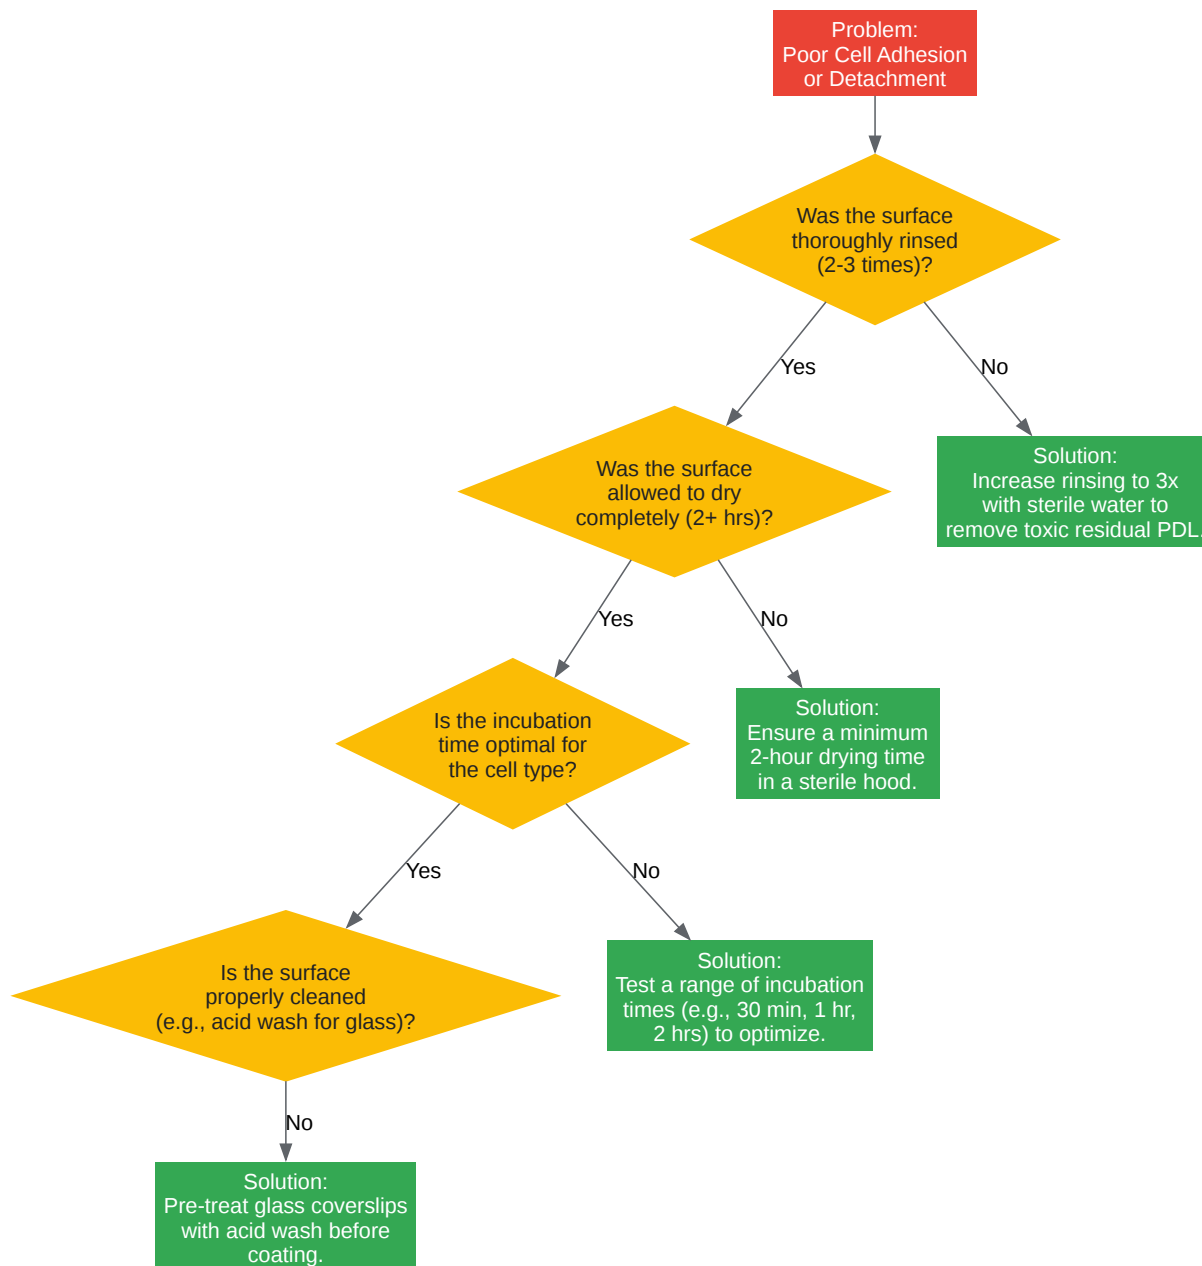 Problem:
Poor Cell Adhesion
or Detachment
Was the surface
thoroughly rinsed
(2-3 times)?
Yes
No
Was the surface
allowed to dry
completely (2+ hrs)?
Solution:
Increase rinsing to 3x
with sterile water to
remove toxic residual PDL.
Yes
No
Is the incubation
time optimal for
the cell type?
Solution:
Ensure a minimum
2-hour drying time
in a sterile hood.
Yes
No
Is the surface
properly cleaned
(e.g., acid wash for glass)?
Solution:
Test a range of incubation
times (e.g., 30 min, 1 hr,
2 hrs) to optimize.
No
Solution:
Pre-treat glass coverslips
with acid wash before
coating.